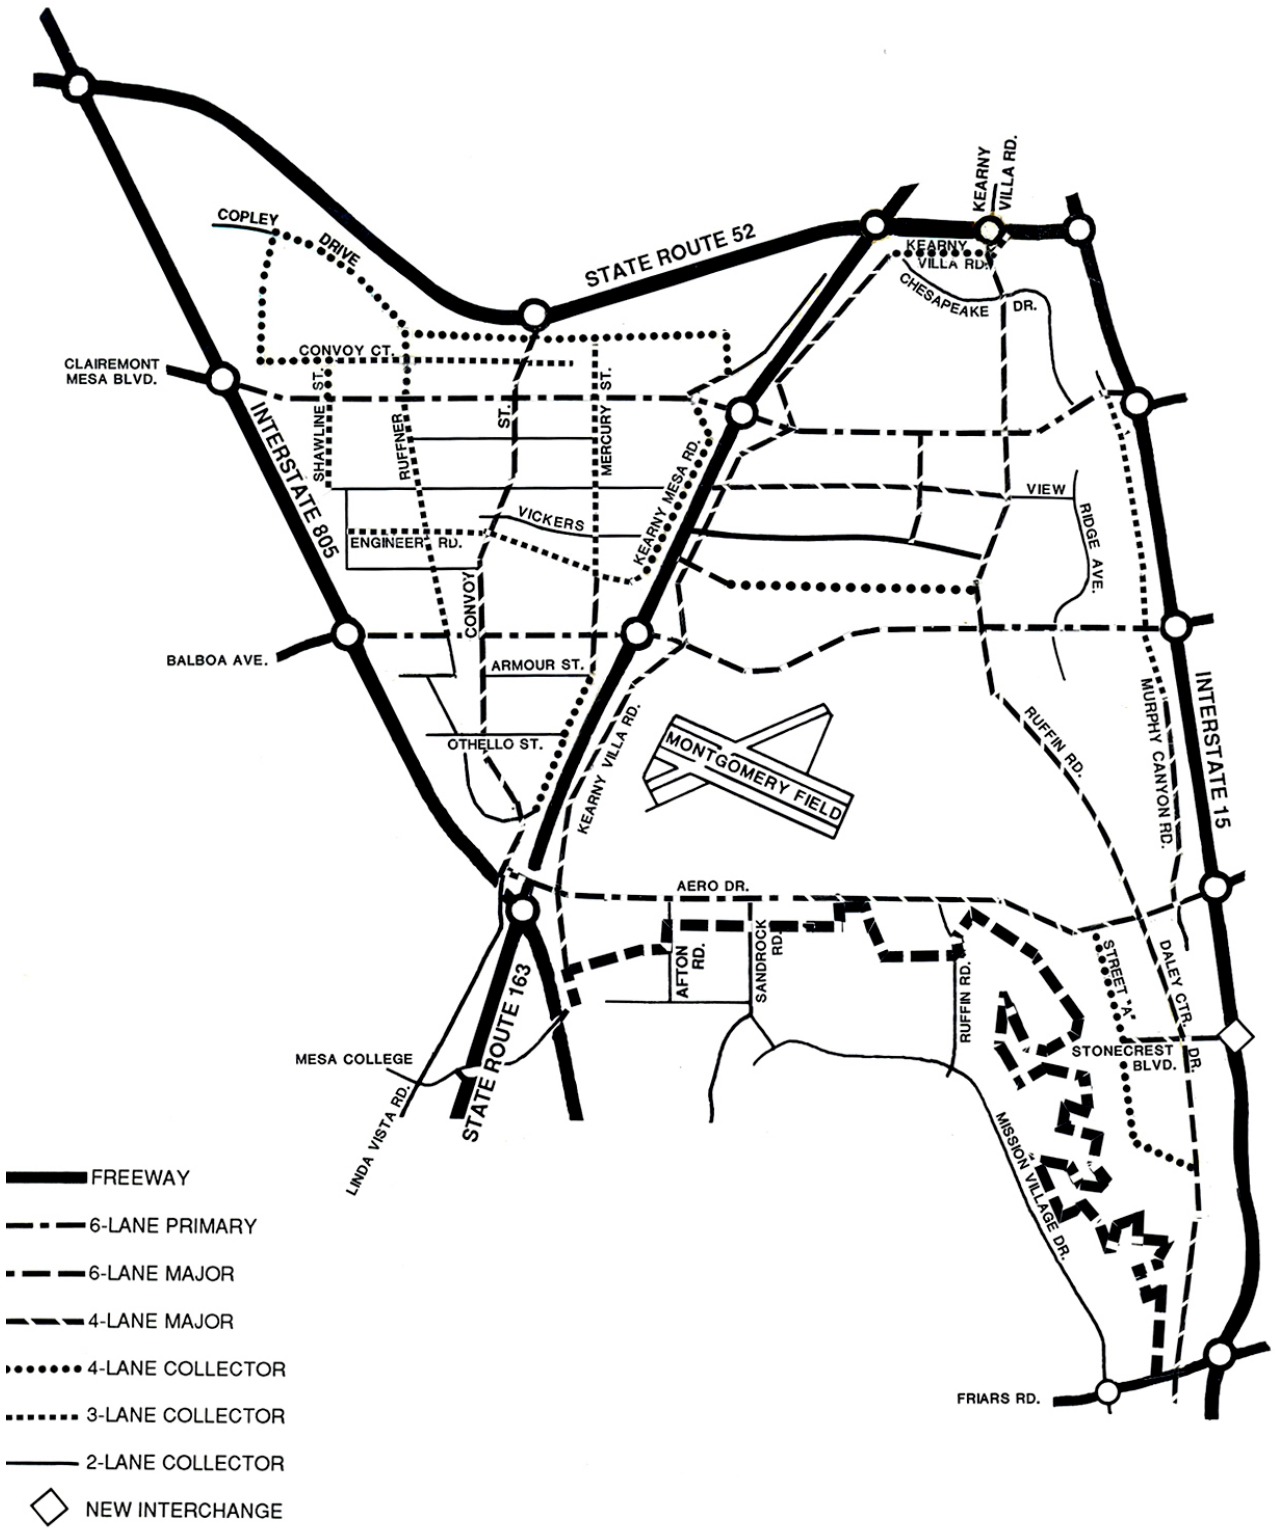 KEARNY
VILLA RD.
COPLEY
DRIVE
STATE ROUTE 52
KEARNY
VILLA RD.
CHESAPEAKE DR.
CLAIREMONT
MESA BLVD.
CONVOY CT.
SHAWLINE ST.
RUFFNER
ST.
MERCURY ST.
INTERSTATE 805
KEARNY MESA RD.
VIEW
RIDGE AVE.
VICKERS
ENGINEER RD.
CONVOY
BALBOA AVE.
ARMOUR ST.
OTHELLO ST.
KEARNY VILLA RD.
MONTGOMERY FIELD
RUFFIN RD.
MURPHY CANYON RD.
INTERSTATE 15
AERO DR.
AFTON
RD.
SANDROCK
RD.
RUFFIN RD.
STREET "A"
DALEY CTR. DR.
STONECREST
BLVD.
STATE ROUTE 163
MESA COLLEGE
LINDA VISTA RD.
MISSION VILLAGE DR.
FRIARS RD.
FREEWAY
6-LANE PRIMARY
6-LANE MAJOR
4-LANE MAJOR
4-LANE COLLECTOR
3-LANE COLLECTOR
2-LANE COLLECTOR
NEW INTERCHANGE